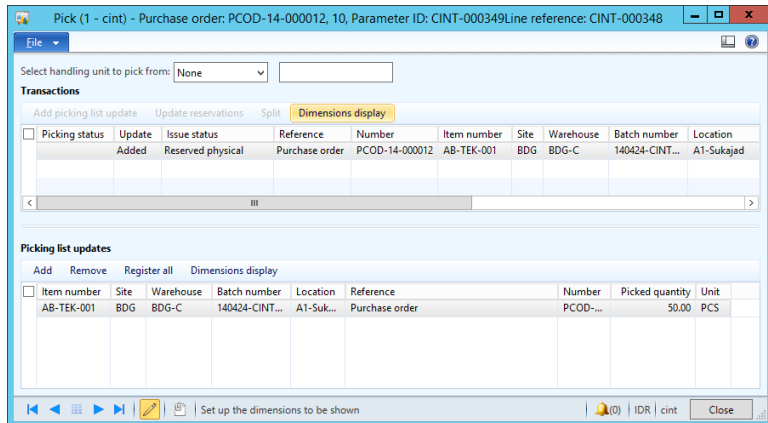 Pick (1 - cint) - Purchase order: PCOD-14-000012, 10, Parameter ID: CINT-000349Line reference: CINT-000348
File
Select handling unit to pick from: None
Transactions
Add picking list update Update reservations Split Dimensions display
Picking status Update Issue status Reference Number Item number Site Warehouse Batch number Location
Added Reserved physical Purchase order PCOD-14-000012 AB-TEK-001 BDG BDG-C 140424-CINT... A1-Sukajad
Picking list updates
Add Remove Register all Dimensions display
Item number Site Warehouse Batch number Location Reference Number Picked quantity Unit
AB-TEK-001 BDG BDG-C 140424-CINT... A1-Suk... Purchase order PCOD-... 50.00 PCS
Set up the dimensions to be shown (0) IDR cint Close